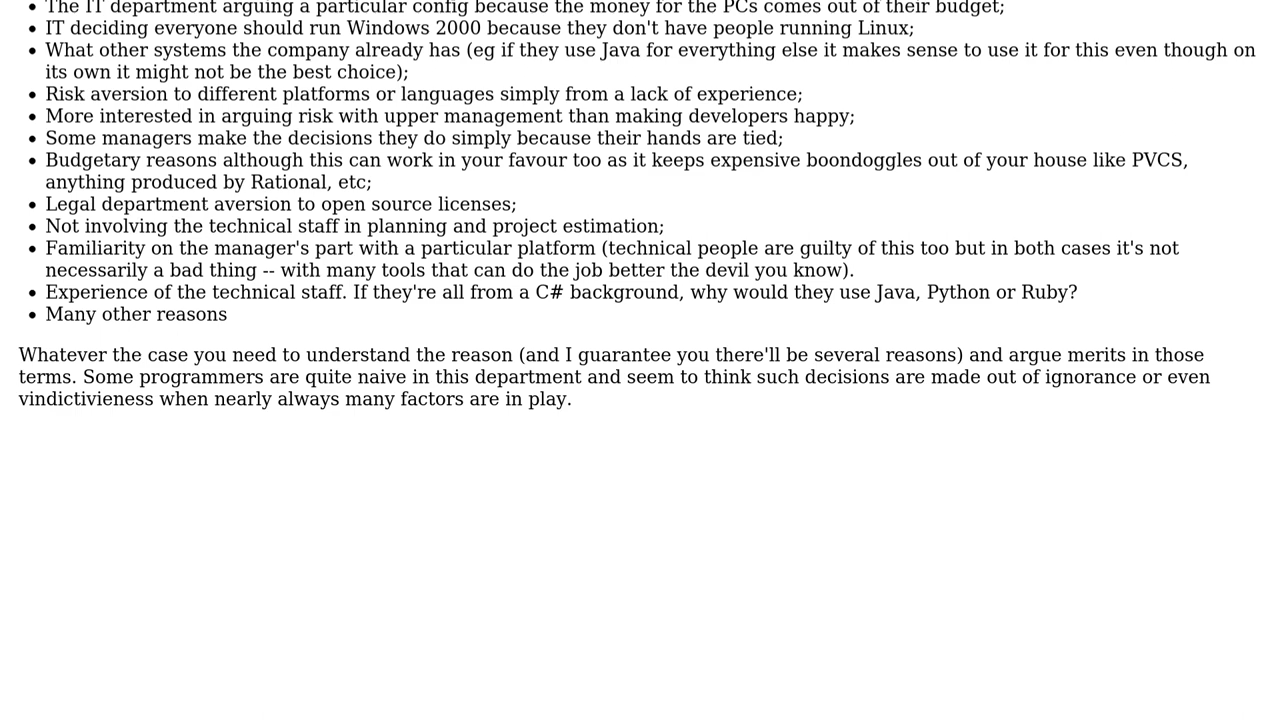 • The IT department arguing a particular config because the money for the PCs comes out of their budget;
• IT deciding everyone should run Windows 2000 because they don't have people running Linux;
• What other systems the company already has (eg if they use Java for everything else it makes sense to use it for this even though on
its own it might not be the best choice);
• Risk aversion to different platforms or languages simply from a lack of experience;
• More interested in arguing risk with upper management than making developers happy;
• Some managers make the decisions they do simply because their hands are tied;
• Budgetary reasons although this can work in your favour too as it keeps expensive boondoggles out of your house like PVCS,
anything produced by Rational, etc;
• Legal department aversion to open source licenses;
• Not involving the technical staff in planning and project estimation;
• Familiarity on the manager's part with a particular platform (technical people are guilty of this too but in both cases it's not
necessarily a bad thing -- with many tools that can do the job better the devil you know).
• Experience of the technical staff. If they're all from a C# background, why would they use Java, Python or Ruby?
• Many other reasons
Whatever the case you need to understand the reason (and I guarantee you there'll be several reasons) and argue merits in those
terms. Some programmers are quite naive in this department and seem to think such decisions are made out of ignorance or even
vindictivieness when nearly always many factors are in play.